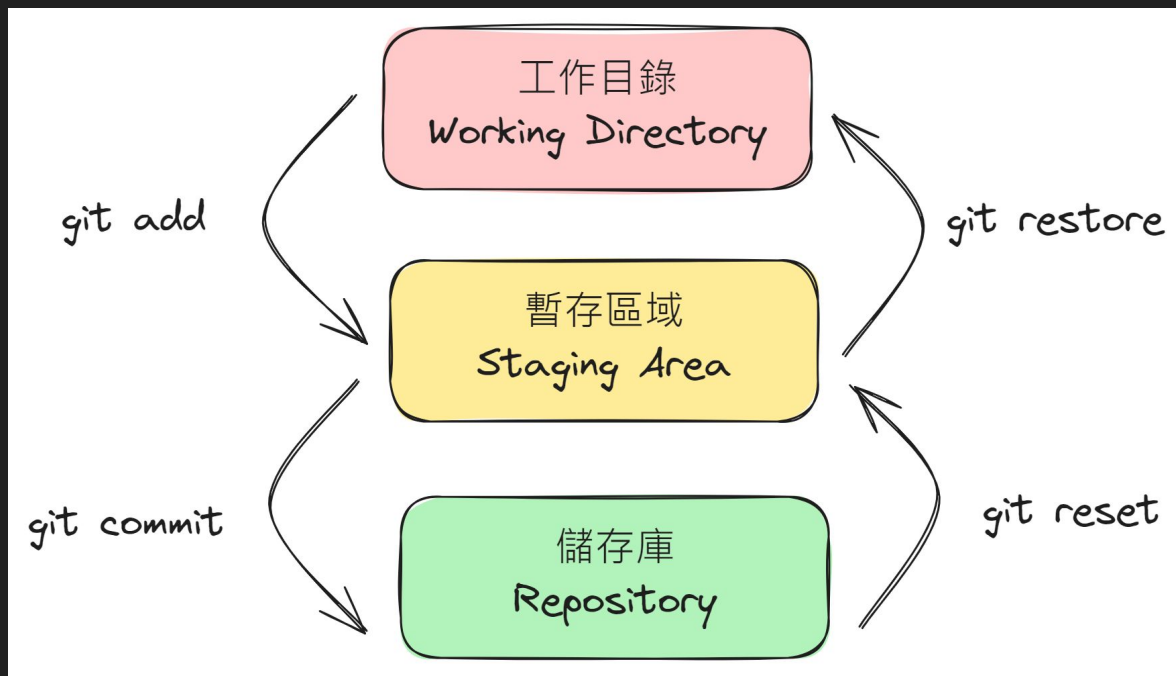 工作目錄
Working Directory
git add
git restore
暫存區域
Staging Area
git commit
git reset
儲存庫
Repository